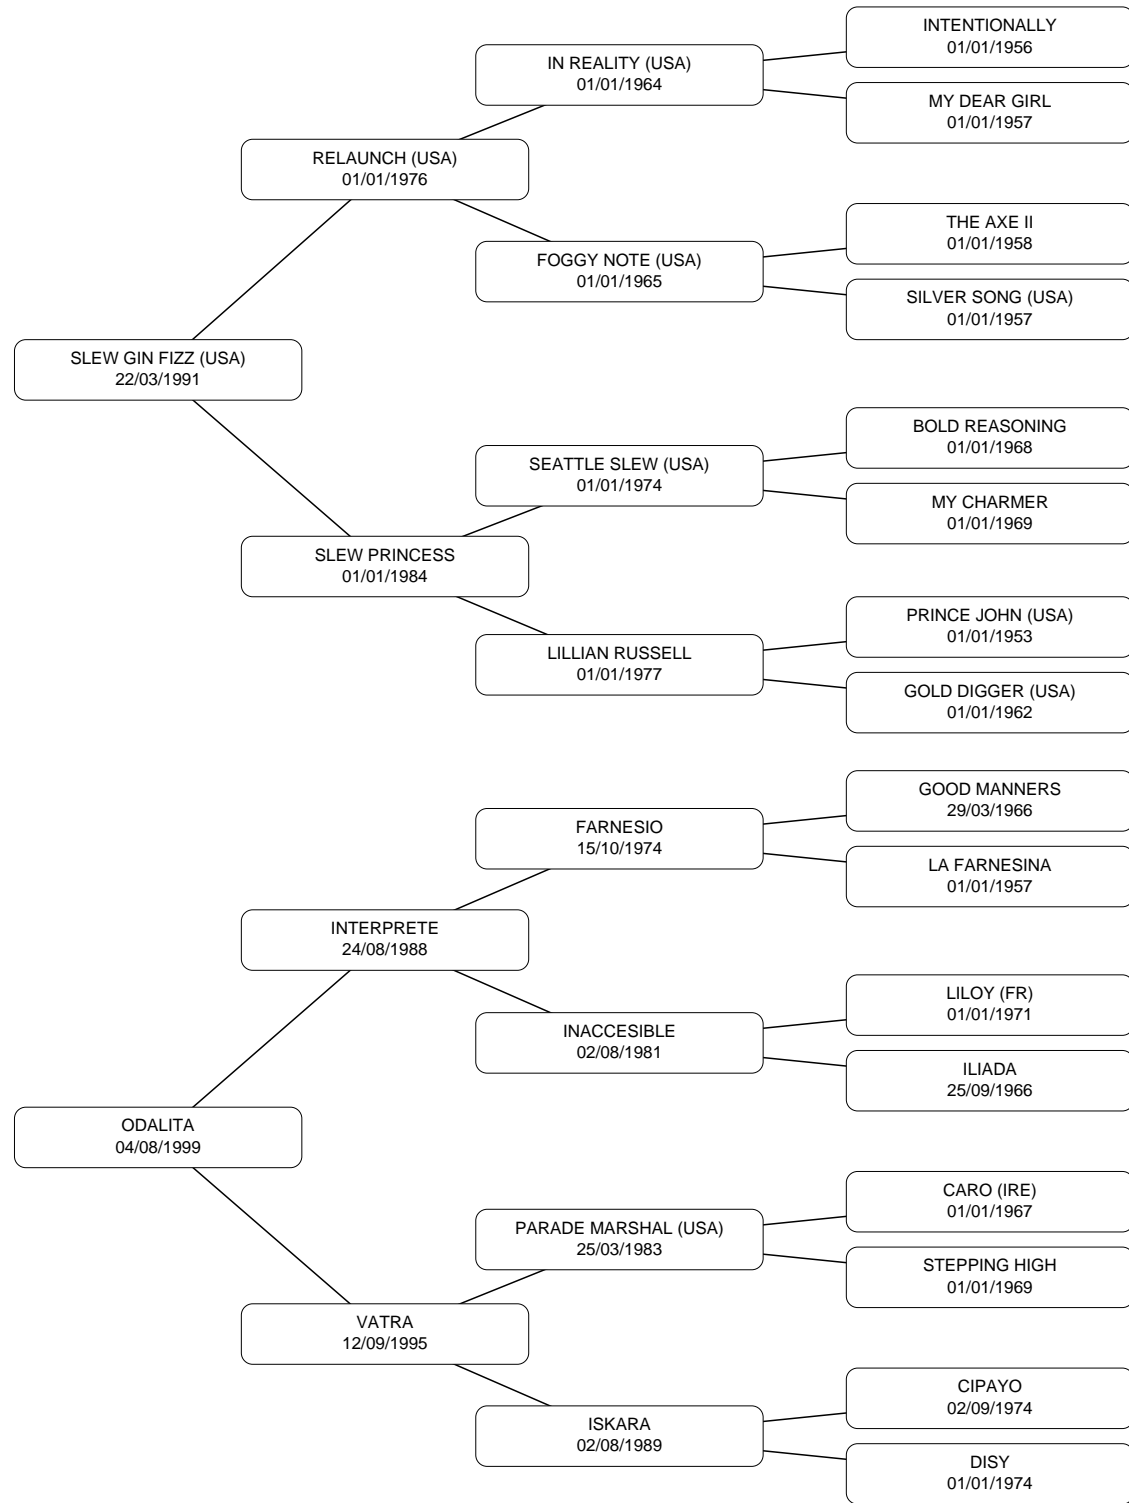 INTENTIONALLY
01/01/1956
IN REALITY (USA)
01/01/1964
MY DEAR GIRL
01/01/1957
RELAUNCH (USA)
01/01/1976
THE AXE II
01/01/1958
FOGGY NOTE (USA)
01/01/1965
SILVER SONG (USA)
01/01/1957
SLEW GIN FIZZ (USA)
22/03/1991
BOLD REASONING
01/01/1968
SEATTLE SLEW (USA)
01/01/1974
MY CHARMER
01/01/1969
SLEW PRINCESS
01/01/1984
PRINCE JOHN (USA)
01/01/1953
LILLIAN RUSSELL
01/01/1977
GOLD DIGGER (USA)
01/01/1962
GOOD MANNERS
29/03/1966
FARNESIO
15/10/1974
LA FARNESINA
01/01/1957
INTERPRETE
24/08/1988
LILOY (FR)
01/01/1971
INACCESIBLE
02/08/1981
ILIADA
25/09/1966
ODALITA
04/08/1999
CARO (IRE)
01/01/1967
PARADE MARSHAL (USA)
25/03/1983
STEPPING HIGH
01/01/1969
VATRA
12/09/1995
CIPAYO
02/09/1974
ISKARA
02/08/1989
DISY
01/01/1974